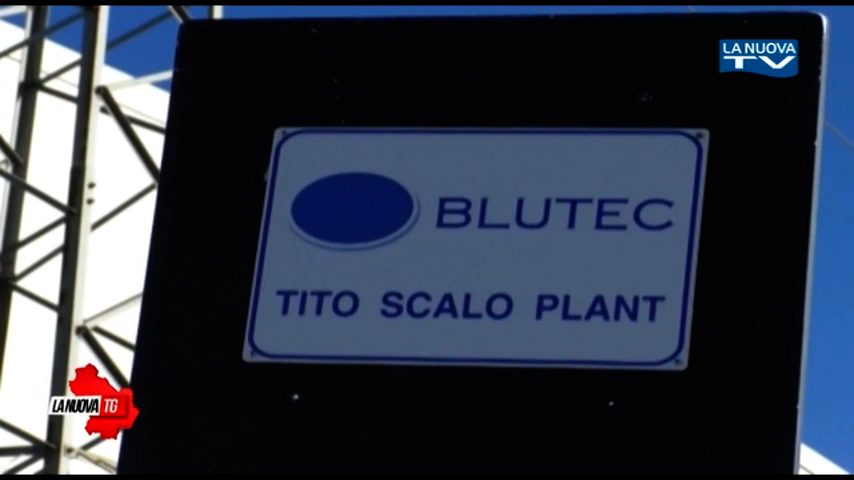 LA NUOVA
TV
BLUTEC
TITO SCALO PLANT
LA NUOVA TG